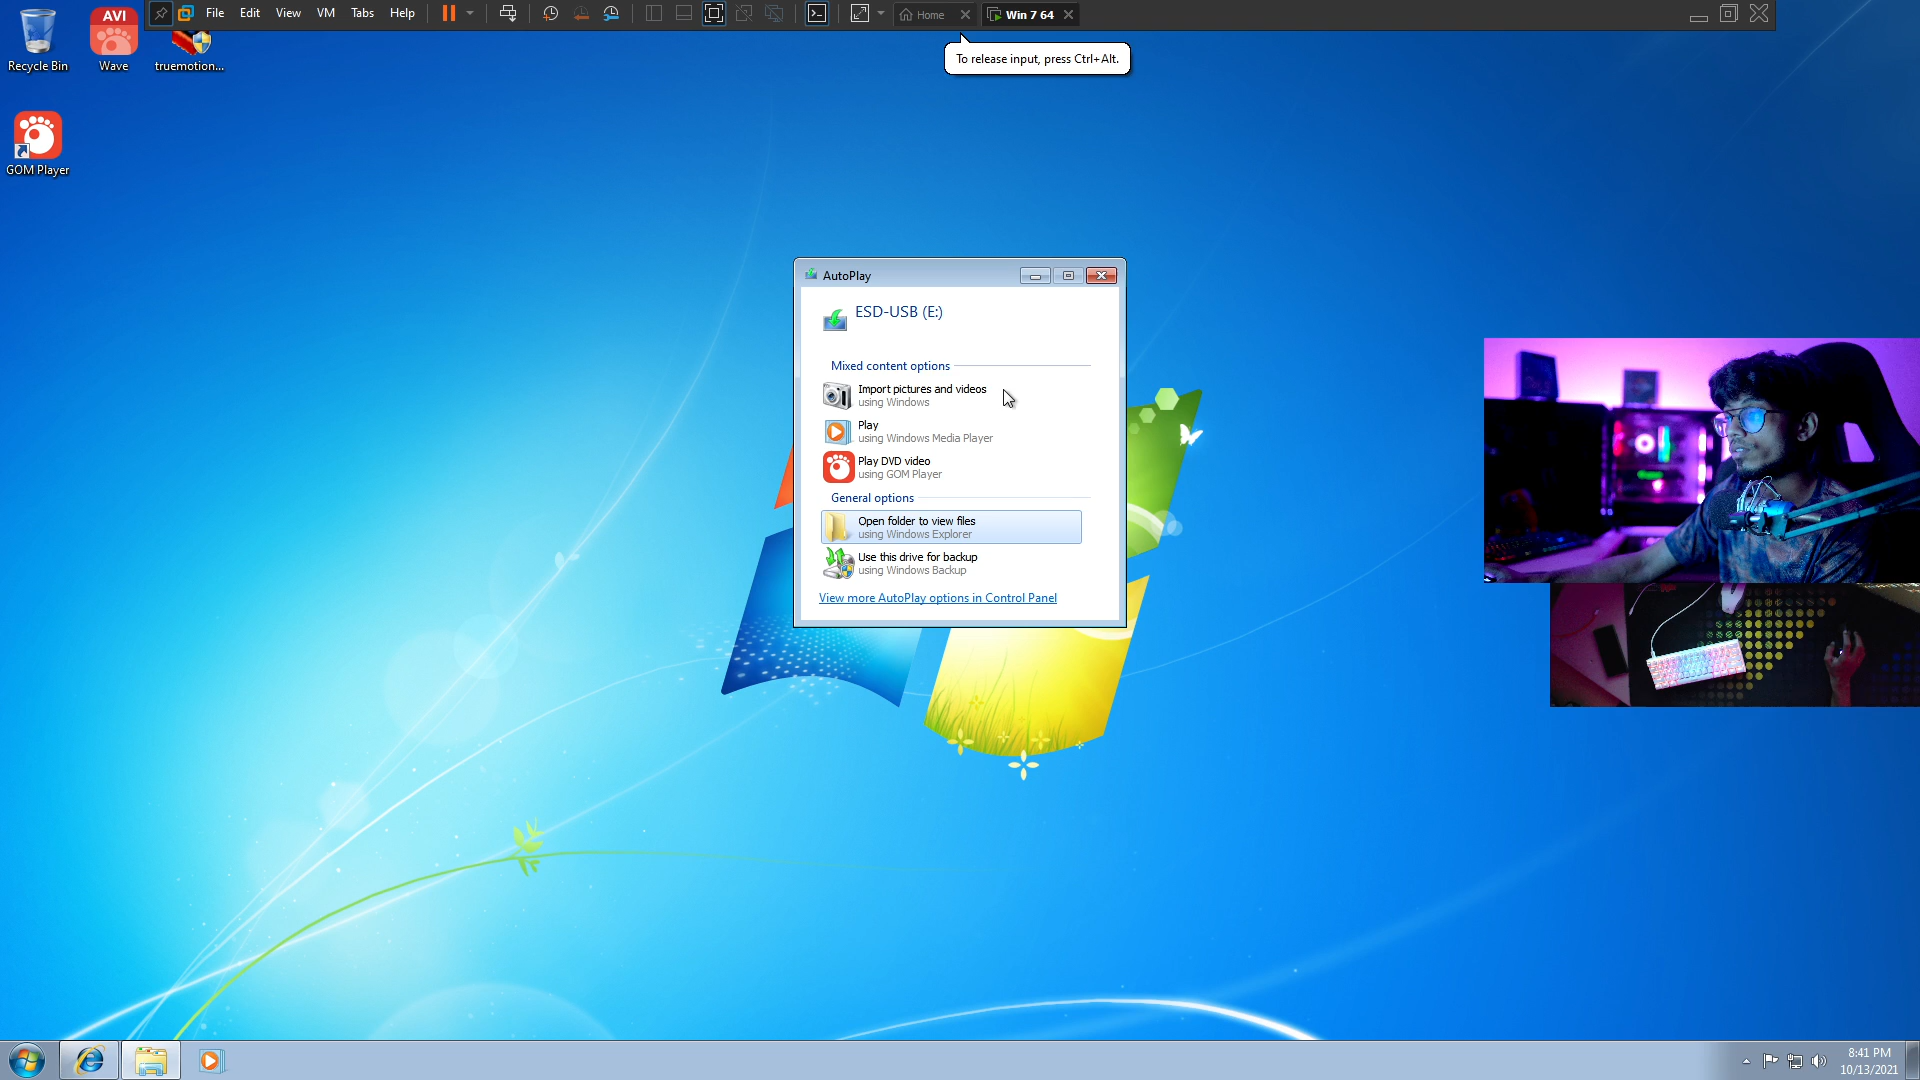 File Edit View VM Tabs Help
Home
Win 7 64
To release input, press Ctrl+Alt.
Recycle Bin
AVI
Wave
truemotion...
GOM Player
AutoPlay
ESD-USB (E:)
Mixed content options
Import pictures and videos
using Windows
Play
using Windows Media Player
Play DVD video
using GOM Player
General options
Open folder to view files
using Windows Explorer
Use this drive for backup
using Windows Backup
View more AutoPlay options in Control Panel
8:41 PM
10/13/2021